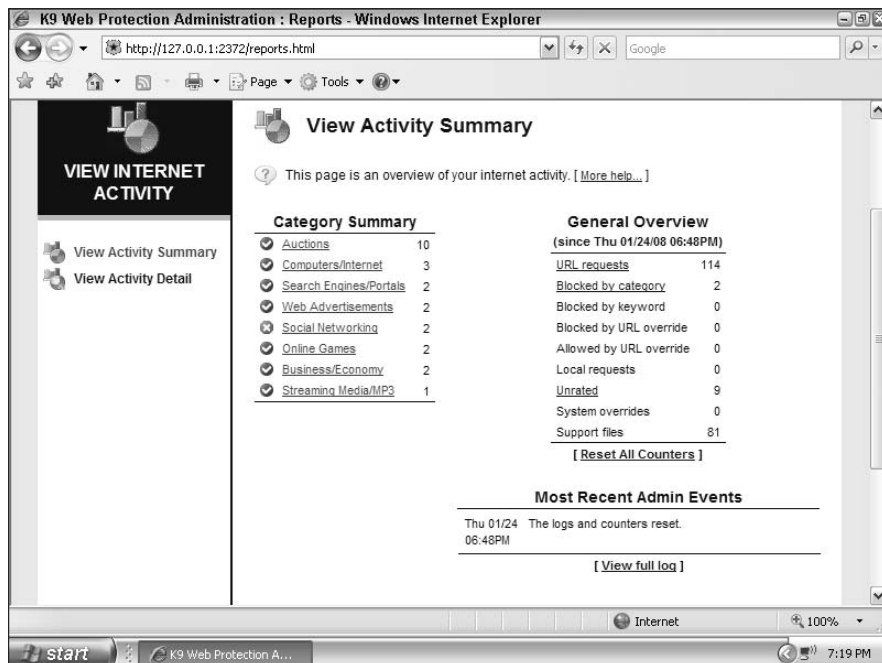 K9 Web Protection Administration : Reports - Windows Internet Explorer
http://127.0.0.1:2372/reports.html
Google
Page
Tools
View Activity Summary
VIEW INTERNET
ACTIVITY
This page is an overview of your internet activity. [ More help... ]
View Activity Summary
View Activity Detail
Category Summary
Auctions 10
Computers/Internet 3
Search Engines/Portals 2
Web Advertisements 2
Social Networking 2
Online Games 2
Business/Economy 2
Streaming Media/MP3 1
General Overview
(since Thu 01/24/08 06:48PM)
URL requests 114
Blocked by category 2
Blocked by keyword 0
Blocked by URL override 0
Allowed by URL override 0
Local requests 0
Unrated 9
System overrides 0
Support files 81
[ Reset All Counters ]
Most Recent Admin Events
Thu 01/24 The logs and counters reset.
06:48PM
[ View full log ]
Internet
100%
start
K9 Web Protection A...
7:19 PM